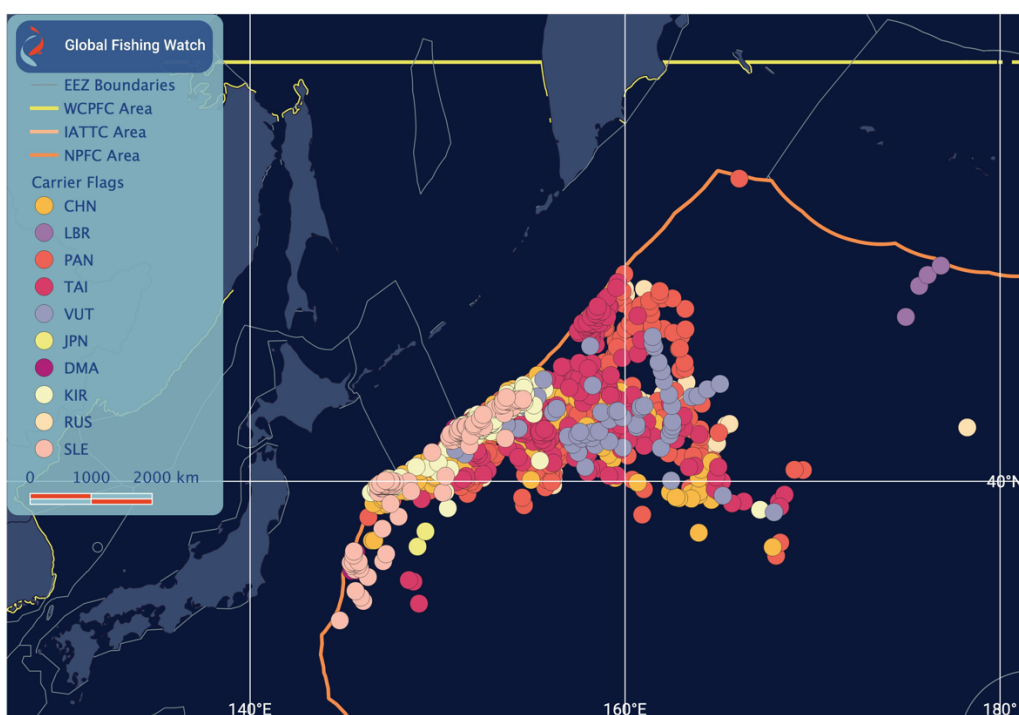 Global Fishing Watch
EEZ Boundaries
WCPFC Area
IATTC Area
NPFC Area
Carrier Flags
CHN
LBR
PAN
TAI
VUT
JPN
DMA
KIR
RUS
SLE
0 1000 2000 km
40°N
140°E 160°E 180°